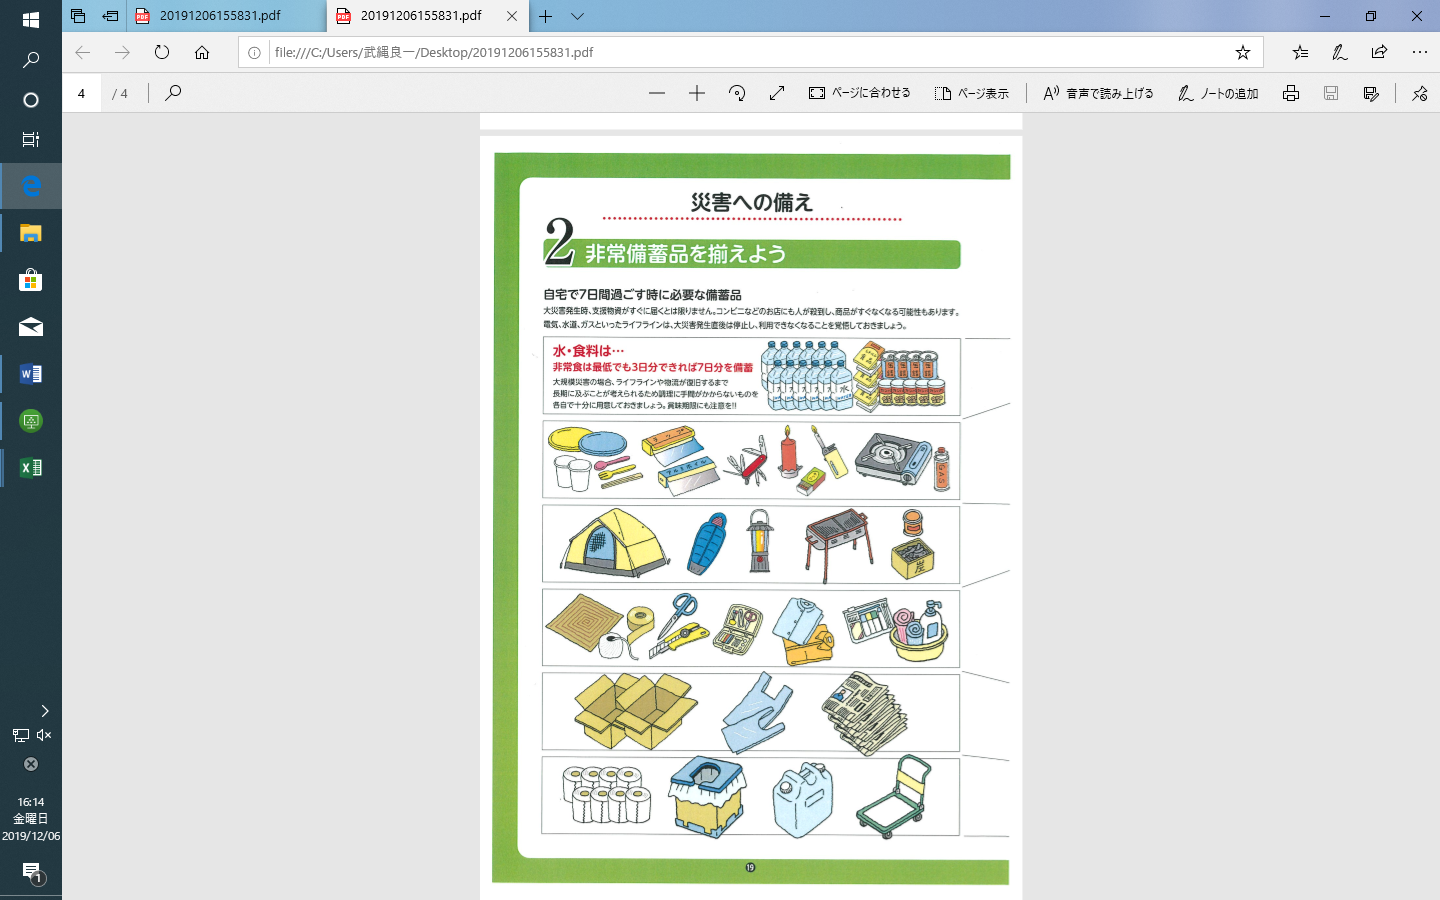 20191206155831.pdf
20191206155831.pdf
file:///C:/Users/武縄良一/Desktop/20191206155831.pdf
4 / 4
ページに合わせる
ページ表示
音声で読み上げる
ノートの追加
災害への備え
2 非常備蓄品を揃えよう
自宅で7日間過ごす時に必要な備蓄品
大災害発生時、支援物資がすぐに届くとは限りません。コンビニなどのお店にも人が殺到し、商品がすぐなくなる可能性もあります。
電気、水道、ガスといったライフラインは、大災害発生直後は停止し、利用できなくなることを覚悟しておきましょう。
水・食料は…
非常食は最低でも3日分できれば7日分を備蓄
大規模災害の場合、ライフラインや物流が復旧するまで
長期に及ぶことが考えられるため調理に手間がかからないものを
各自で十分に用意しておきましょう。賞味期限にも注意を!!
水
ラップ
アルミホイル
GAS
炭
19
16:14
金曜日
2019/12/06
1